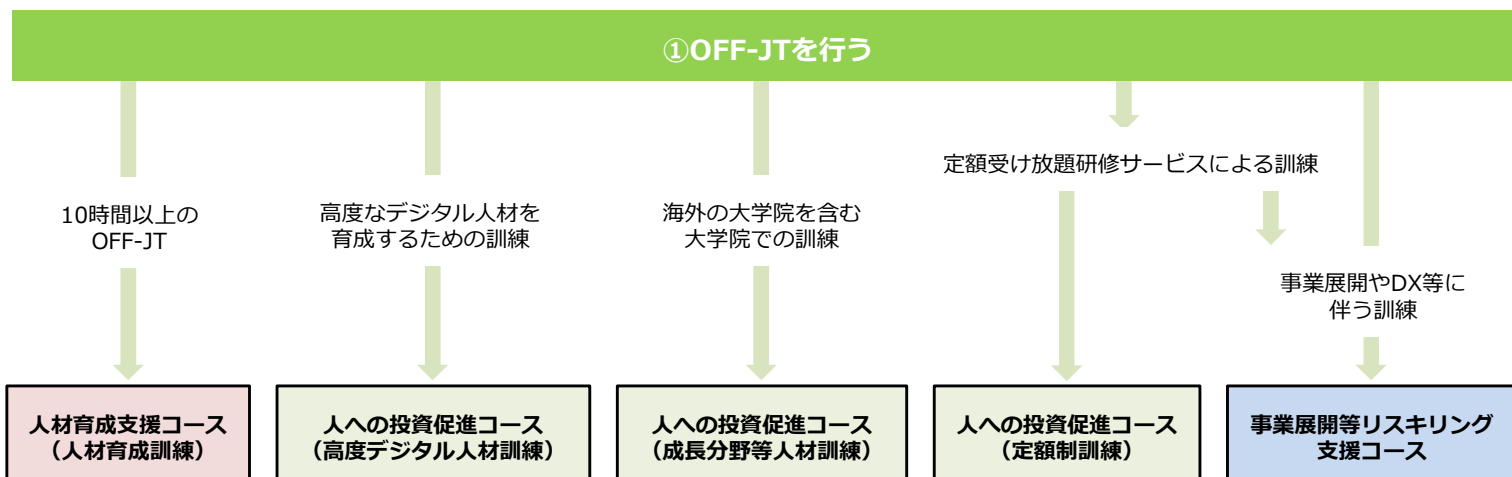 ①OFF-JTを行う
10時間以上の
OFF-JT
高度なデジタル人材を
育成するための訓練
海外の大学院を含む
大学院での訓練
定額受け放題研修サービスによる訓練
事業展開やDX等に
伴う訓練
人材育成支援コース
（人材育成訓練）
人への投資促進コース
（高度デジタル人材訓練）
人への投資促進コース
（成長分野等人材訓練）
人への投資促進コース
（定額制訓練）
事業展開等リスキリング
支援コース